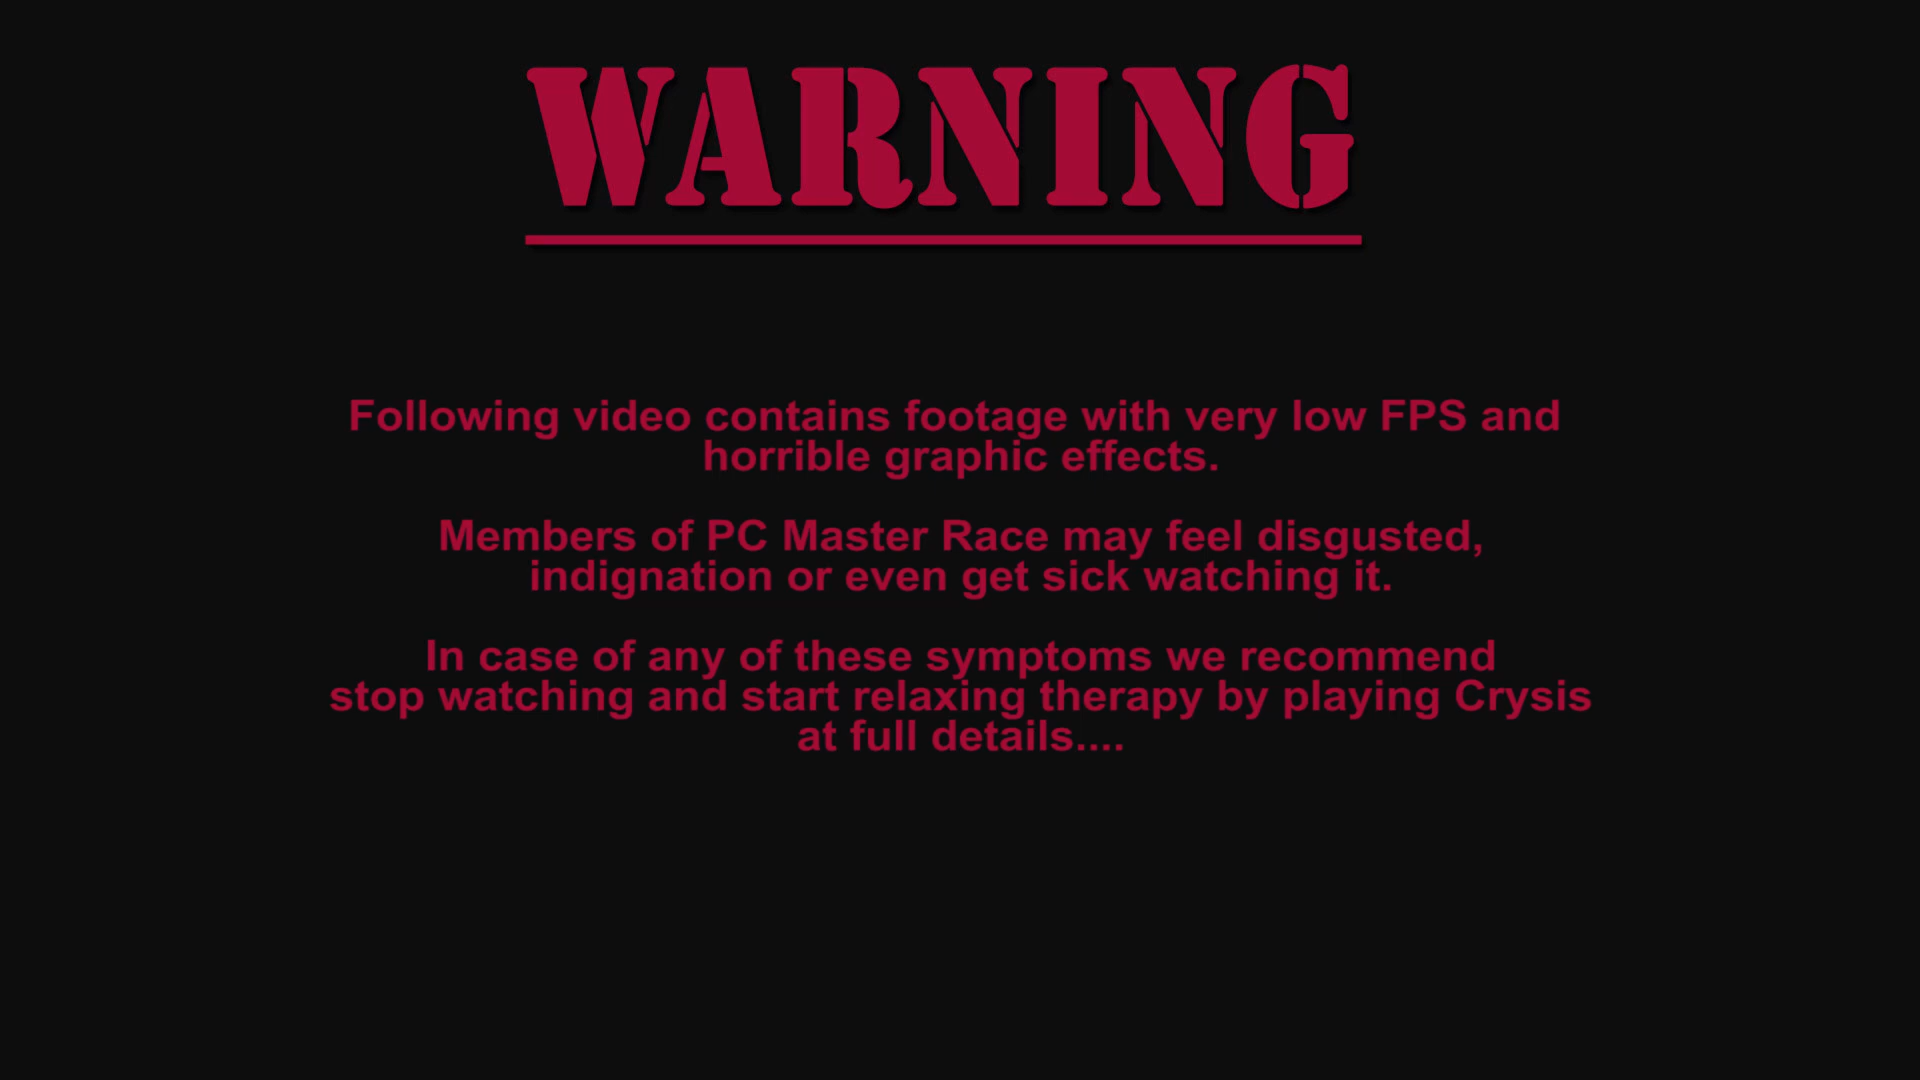 WARNING
Following video contains footage with very low FPS and
horrible graphic effects.
Members of PC Master Race may feel disgusted,
indignation or even get sick watching it.
In case of any of these symptoms we recommend
stop watching and start relaxing therapy by playing Crysis
at full details....